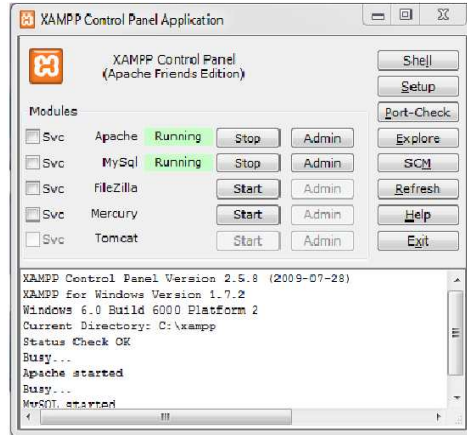 XAMPP Control Panel Application
XAMPP Control Panel
(Apache Friends Edition)
Shell
Setup
Modules
Port-Check
Svc Apache Running Stop Admin Explore
Svc MySql Running Stop Admin SCM
Svc FileZilla Start Admin Refresh
Svc Mercury Start Admin Help
Svc Tomcat Start Admin Exit
XAMPP Control Panel Version 2.5.8 (2009-07-28)
XAMPP for Windows Version 1.7.2
Windows 6.0 Build 6000 Platform 2
Current Directory: C:\xampp
Status Check OK
Busy...
Apache started
Busy...
MySQL started